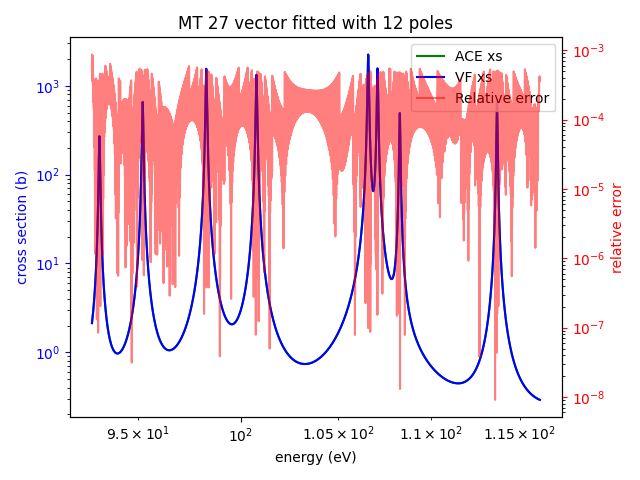 MT 27 vector fitted with 12 poles
ACE xs
VF xs
Relative error
10³
10²
10¹
10⁰
cross section (b)
10⁻³
10⁻⁴
10⁻⁵
10⁻⁶
10⁻⁷
10⁻⁸
relative error
9.5 × 10¹
10²
1.05 × 10²
1.1 × 10²
1.15 × 10²
energy (eV)